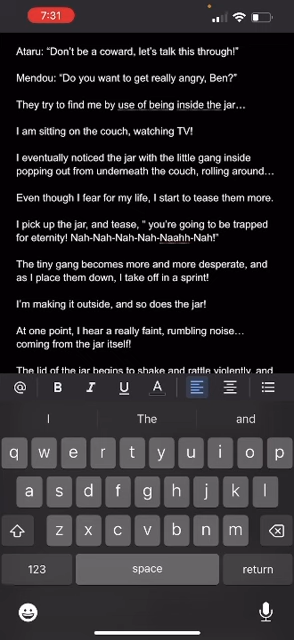 7:31
Ataru: “Don’t be a coward, let’s talk this through!”
Mendou: “Do you want to get really angry, Ben?”
They try to find me by use of being inside the jar…
I am sitting on the couch, watching TV!
I eventually noticed the jar with the little gang inside
popping out from underneath the couch, rolling around…
Even though I fear for my life, I start to tease them more.
I pick up the jar, and tease, “ you’re going to be trapped
for eternity! Nah-Nah-Nah-Nah-Naahh-Nah!”
The tiny gang becomes more and more desperate, and
as I place them down, I take off in a sprint!
I’m making it outside, and so does the jar!
At one point, I hear a really faint, rumbling noise…
coming from the jar itself!
The lid of the jar begins to shake and rattle violently, and
@ B I U A
I The and
q w e r t y u i o p
a s d f g h j k l
z x c v b n m
123 space return